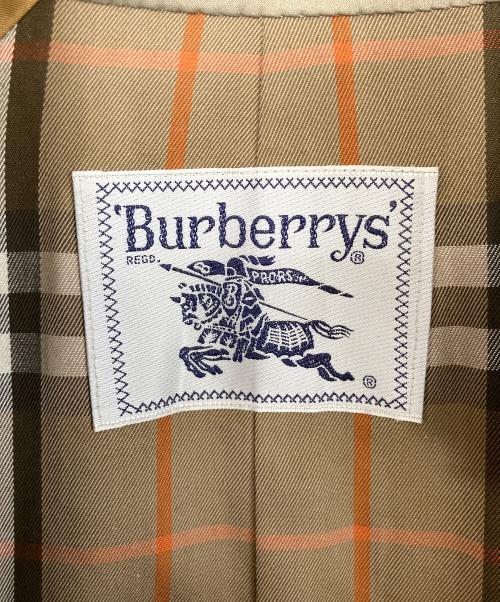 'Burberrys'
REGD. ®
PRORSUM
®